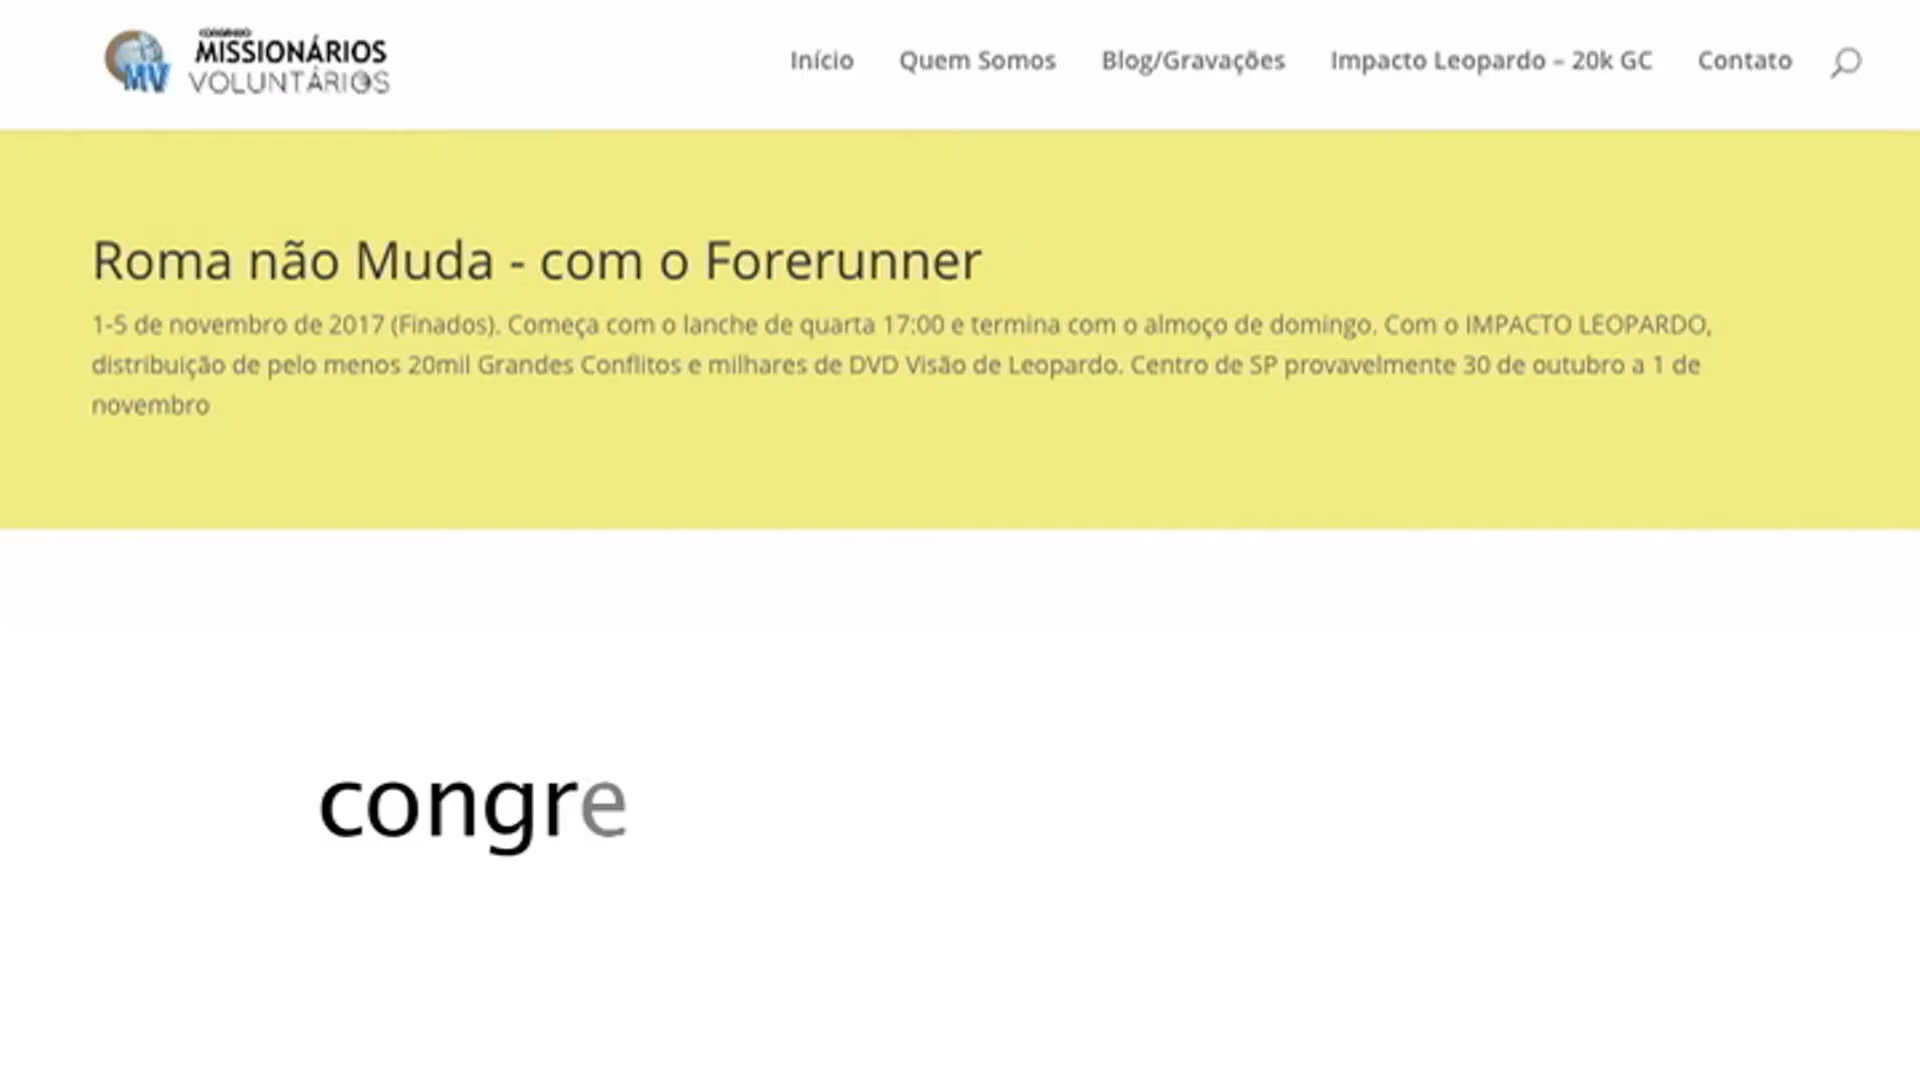 MISSIONÁRIOS
VOLUNTÁRIOS
MV
Início Quem Somos Blog/Gravações Impacto Leopardo – 20k GC Contato
Roma não Muda - com o Forerunner
1-5 de novembro de 2017 (Finados). Começa com o lanche de quarta 17:00 e termina com o almoço de domingo. Com o IMPACTO LEOPARDO,
distribuição de pelo menos 20mil Grandes Conflitos e milhares de DVD Visão de Leopardo. Centro de SP provavelmente 30 de outubro a 1 de
novembro
congre